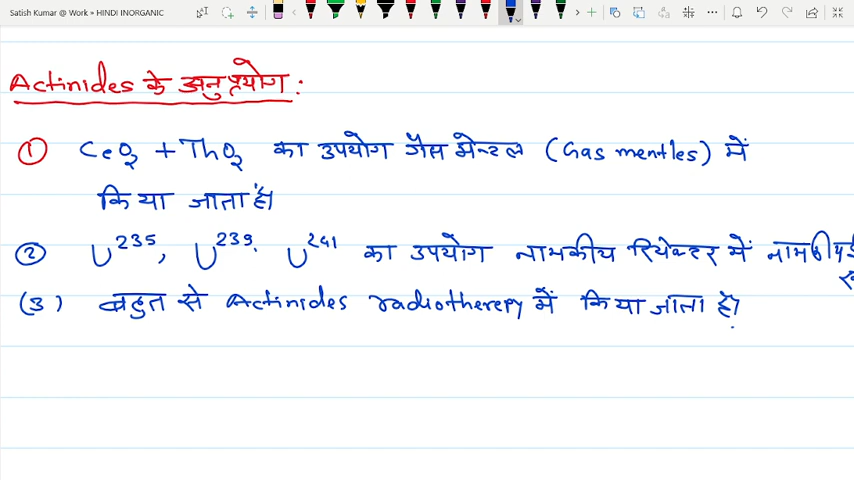 Satish Kumar @ Work » HINDI INORGANIC
Actinides के अनुप्रयोग :
① CeO₂ + ThO₂ का उपयोग गैस मेन्टल (Gas mentles) में
किया जाता है।
② U²³⁵, U²³⁹, U²⁴¹ का उपयोग नाभकीय रियेक्टर में
(3) बहुत से Actinides radiotherepy में किया जाता है।